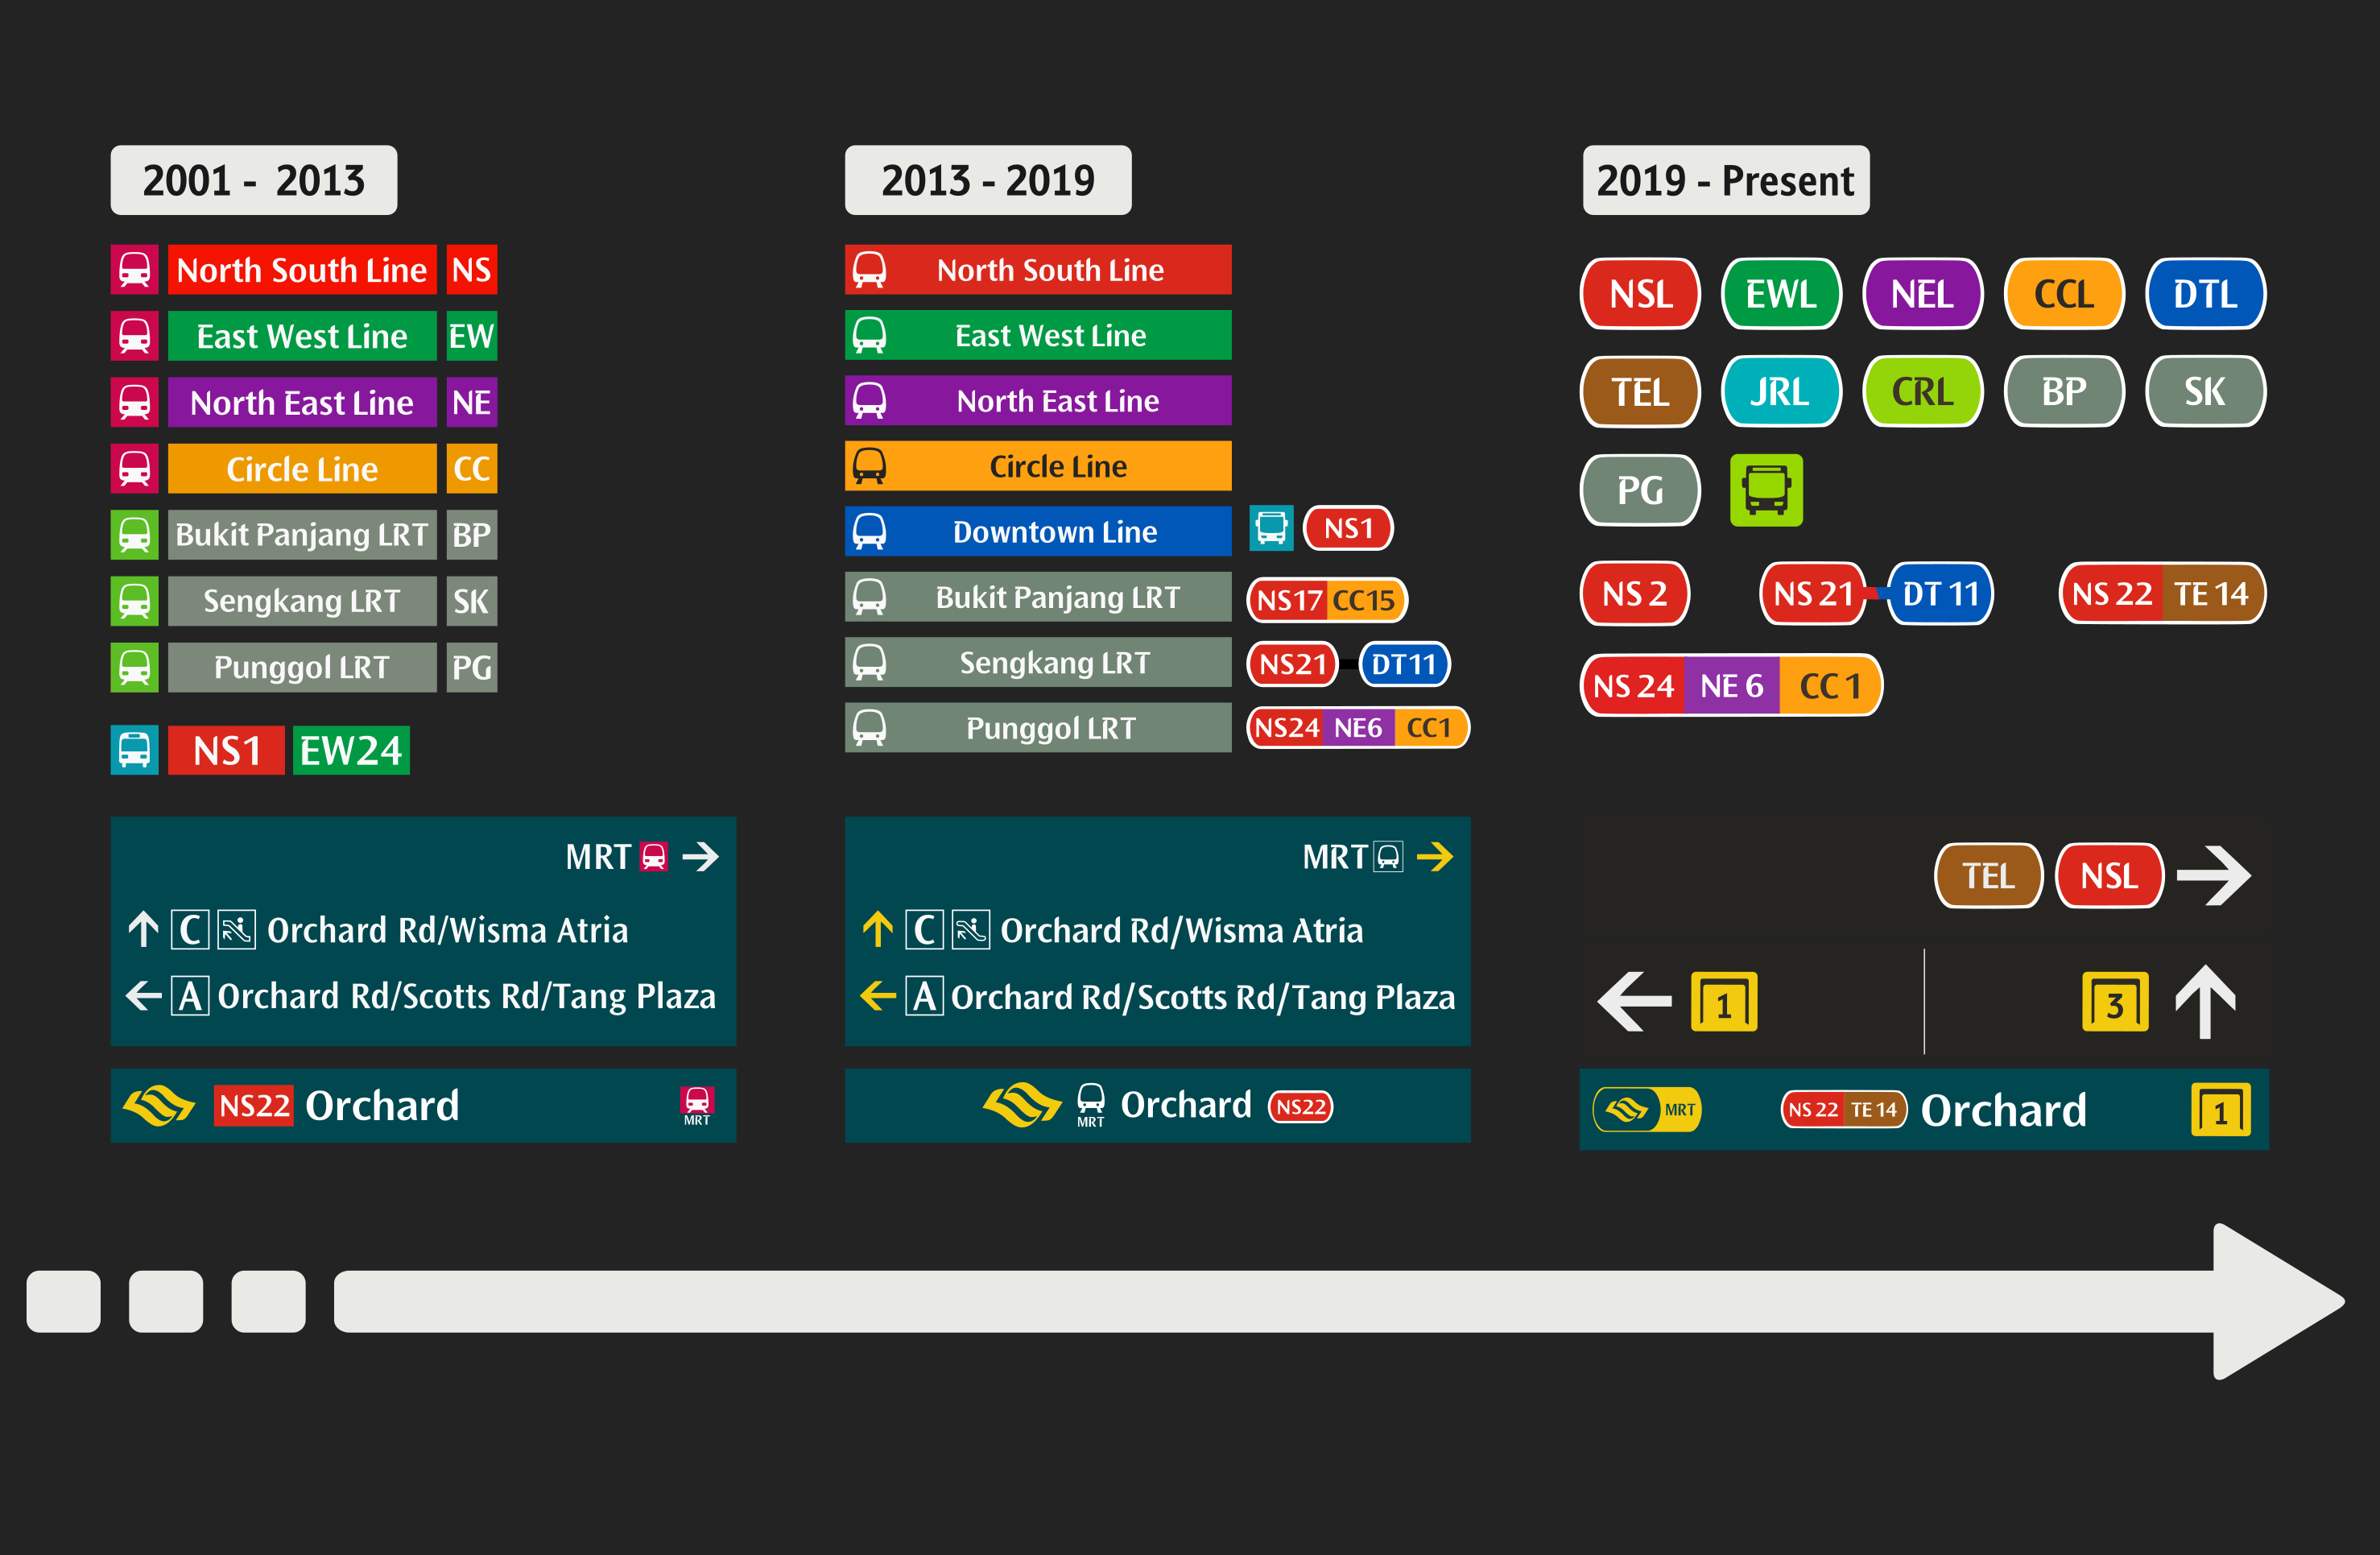 2001 - 2013
North South Line NS
East West Line EW
North East Line NE
Circle Line CC
Bukit Panjang LRT BP
Sengkang LRT SK
Punggol LRT PG
NS1 EW24
MRT
C Orchard Rd/Wisma Atria
A Orchard Rd/Scotts Rd/Tang Plaza
NS22 Orchard MRT
2013 - 2019
North South Line
East West Line
North East Line
Circle Line
Downtown Line
NS1
Bukit Panjang LRT
NS17 CC15
Sengkang LRT
NS21 DT11
Punggol LRT
NS24 NE6 CC1
MRT
C Orchard Rd/Wisma Atria
A Orchard Rd/Scotts Rd/Tang Plaza
MRT Orchard NS22
2019 - Present
NSL EWL NEL CCL DTL
TEL JRL CRL BP SK
PG
NS 2 NS 21 DT 11 NS 22 TE 14
NS 24 NE 6 CC 1
TEL NSL
1 3
MRT NS 22 TE 14 Orchard 1